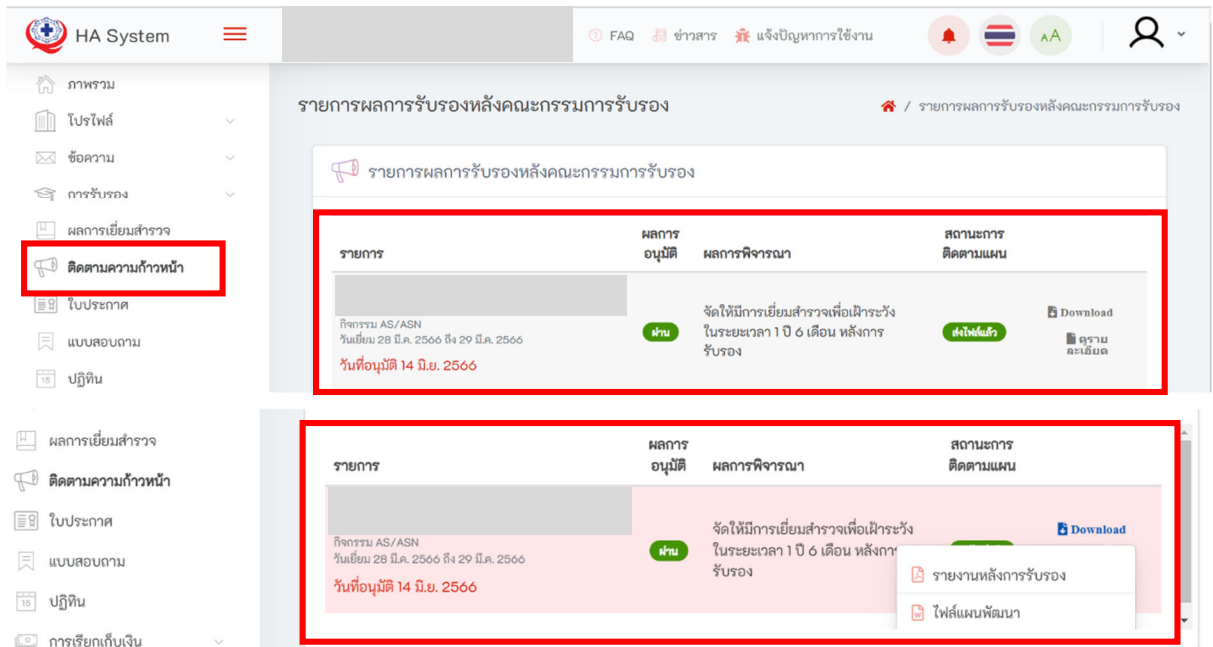 HA System
FAQ
ข่าวสาร
แจ้งปัญหาการใช้งาน
AA
ภาพรวม
โปรไฟล์
ข้อความ
การรับรอง
ผลการเยี่ยมสำรวจ
ติดตามความก้าวหน้า
ใบประกาศ
แบบสอบถาม
15 ปฏิทิน
รายการผลการรับรองหลังคณะกรรมการรับรอง
/ รายการผลการรับรองหลังคณะกรรมการรับรอง
รายการผลการรับรองหลังคณะกรรมการรับรอง
รายการ
ผลการ
อนุมัติ
ผลการพิจารณา
สถานะการ
ติดตามแผน
กิจกรรม AS/ASN
วันเยี่ยม 28 มี.ค. 2566 ถึง 29 มี.ค. 2566
วันที่อนุมัติ 14 มิ.ย. 2566
ผ่าน
จัดให้มีการเยี่ยมสำรวจเพื่อเฝ้าระวัง
ในระยะเวลา 1 ปี 6 เดือน หลังการ
รับรอง
ส่งไฟล์แล้ว
Download
ดูราย
ละเอียด
ผลการเยี่ยมสำรวจ
ติดตามความก้าวหน้า
ใบประกาศ
แบบสอบถาม
15 ปฏิทิน
การเรียกเก็บเงิน
รายการ
ผลการ
อนุมัติ
ผลการพิจารณา
สถานะการ
ติดตามแผน
กิจกรรม AS/ASN
วันเยี่ยม 28 มี.ค. 2566 ถึง 29 มี.ค. 2566
วันที่อนุมัติ 14 มิ.ย. 2566
ผ่าน
จัดให้มีการเยี่ยมสำรวจเพื่อเฝ้าระวัง
ในระยะเวลา 1 ปี 6 เดือน หลังการ
รับรอง
Download
รายงานหลังการรับรอง
ไฟล์แผนพัฒนา